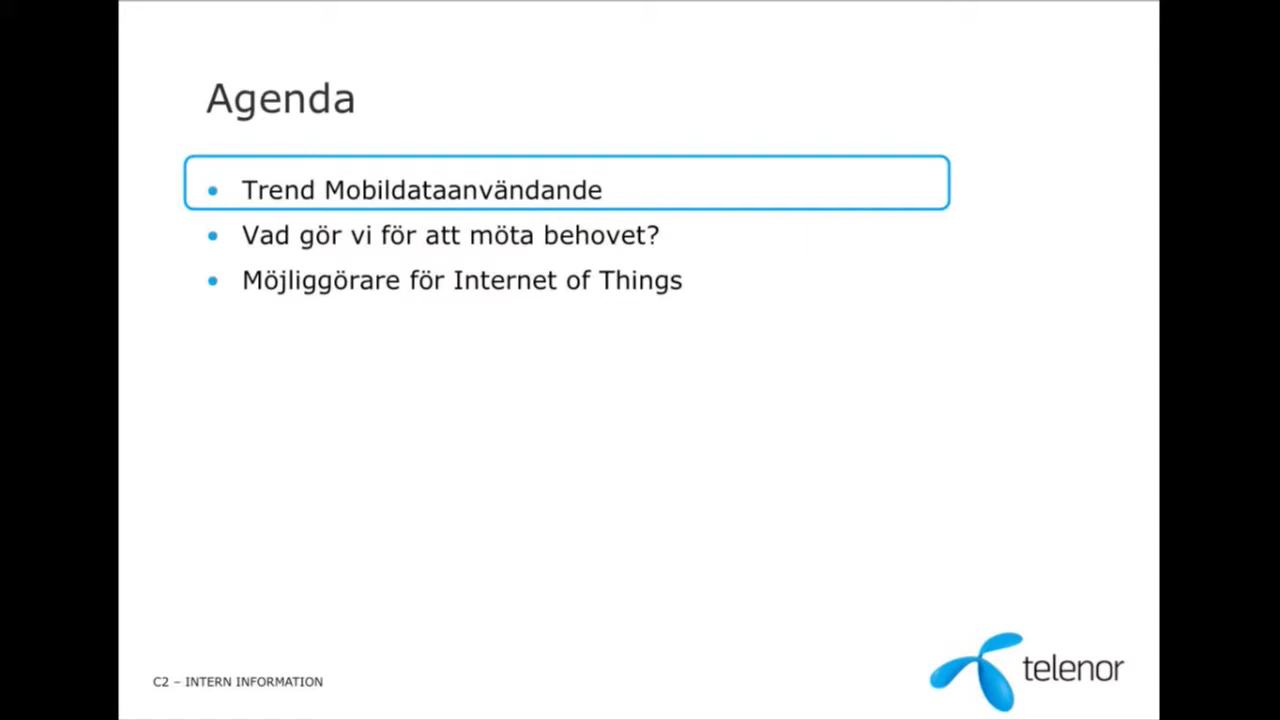 Agenda
• Trend Mobildataanvändande
• Vad gör vi för att möta behovet?
• Möjliggörare för Internet of Things
C2 – INTERN INFORMATION
telenor